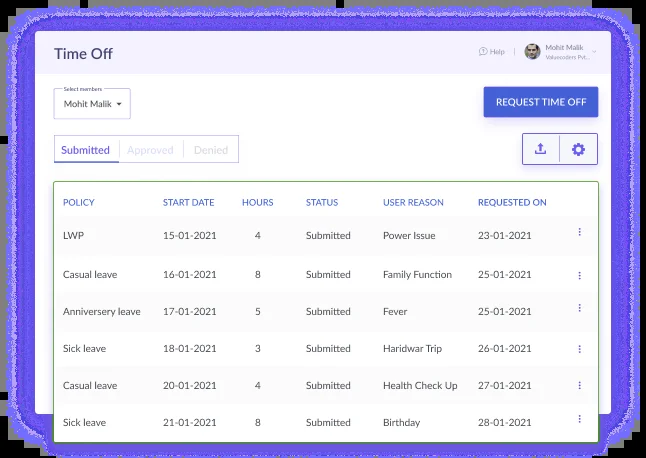 Time Off
Help
Mohit Malik
Valuecoders Pvt...
Select members
Mohit Malik
REQUEST TIME OFF
Submitted Approved Denied
POLICY START DATE HOURS STATUS USER REASON REQUESTED ON
LWP 15-01-2021 4 Submitted Power Issue 23-01-2021
Casual leave 16-01-2021 8 Submitted Family Function 25-01-2021
Anniversery leave 17-01-2021 5 Submitted Fever 25-01-2021
Sick leave 18-01-2021 3 Submitted Haridwar Trip 26-01-2021
Casual leave 20-01-2021 4 Submitted Health Check Up 27-01-2021
Sick leave 21-01-2021 8 Submitted Birthday 28-01-2021